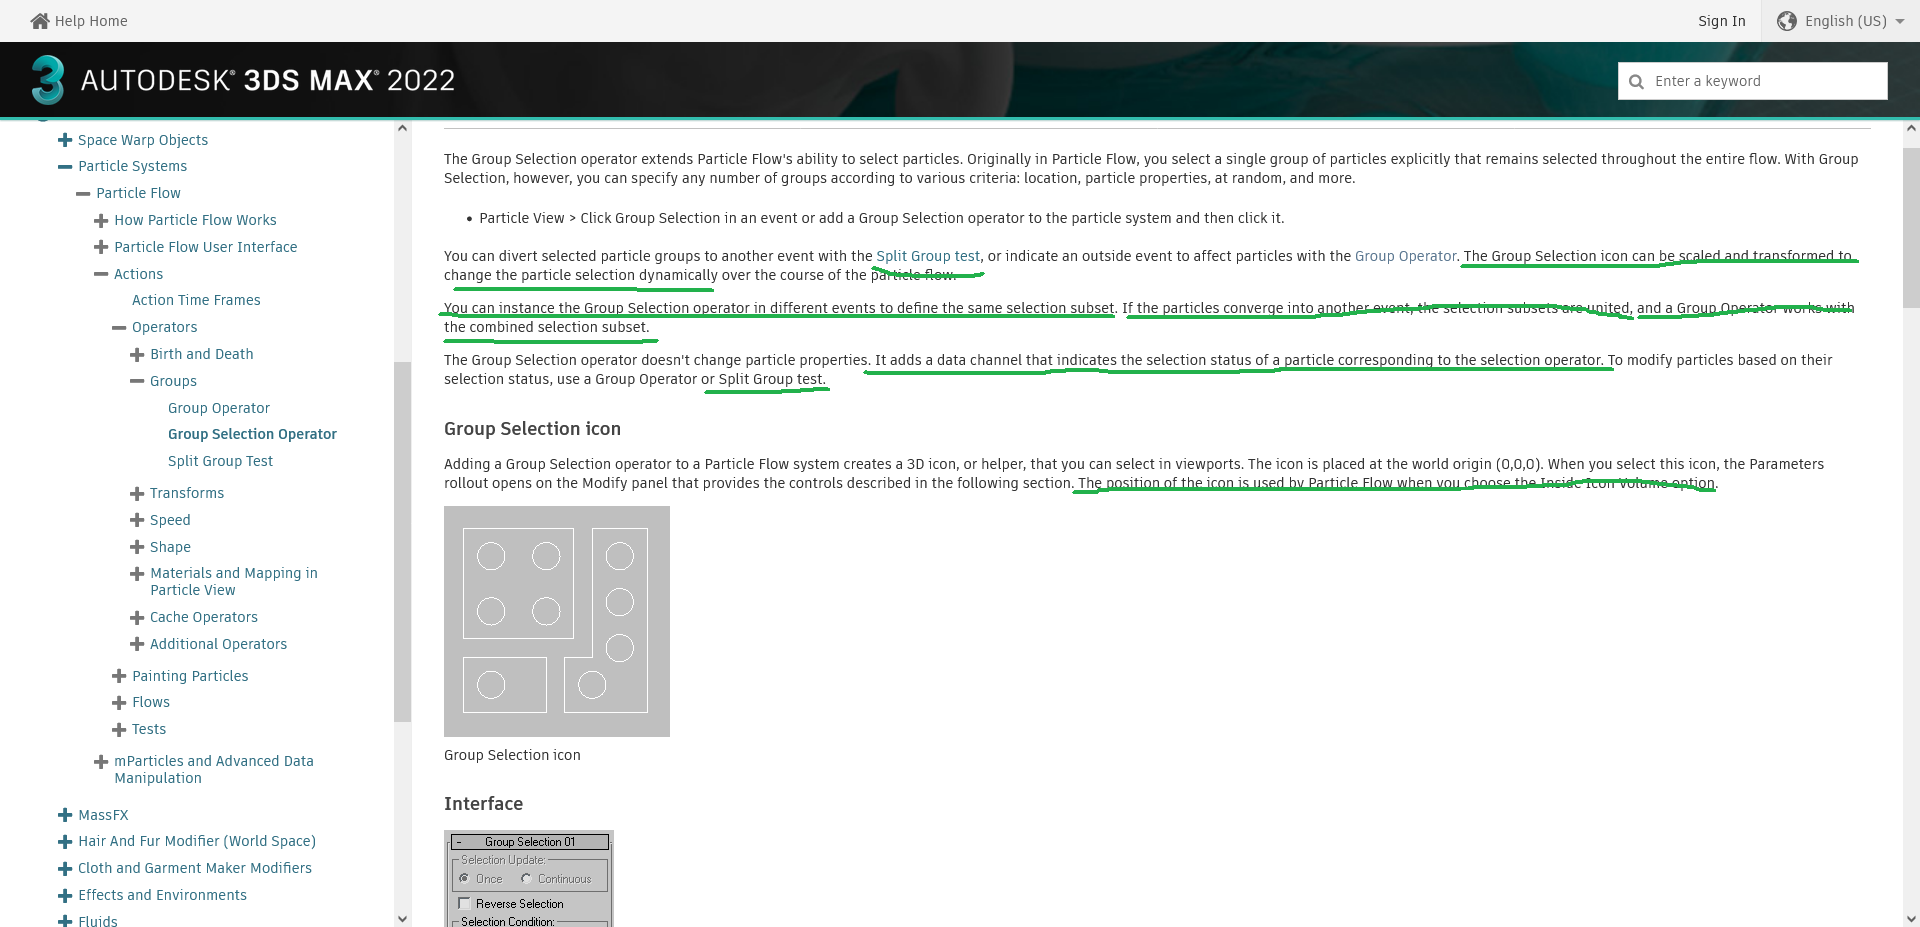 Help Home
Sign In
English (US)
AUTODESK® 3DS MAX® 2022
Enter a keyword
Space Warp Objects
Particle Systems
Particle Flow
How Particle Flow Works
Particle Flow User Interface
Actions
Action Time Frames
Operators
Birth and Death
Groups
Group Operator
Group Selection Operator
Split Group Test
Transforms
Speed
Shape
Materials and Mapping in
Particle View
Cache Operators
Additional Operators
Painting Particles
Flows
Tests
mParticles and Advanced Data
Manipulation
MassFX
Hair And Fur Modifier (World Space)
Cloth and Garment Maker Modifiers
Effects and Environments
Fluids
The Group Selection operator extends Particle Flow's ability to select particles. Originally in Particle Flow, you select a single group of particles explicitly that remains selected throughout the entire flow. With Group
Selection, however, you can specify any number of groups according to various criteria: location, particle properties, at random, and more.
• Particle View > Click Group Selection in an event or add a Group Selection operator to the particle system and then click it.
You can divert selected particle groups to another event with the Split Group test, or indicate an outside event to affect particles with the Group Operator. The Group Selection icon can be scaled and transformed to
change the particle selection dynamically over the course of the particle flow.
You can instance the Group Selection operator in different events to define the same selection subset. If the particles converge into another event, the selection subsets are united, and a Group Operator works with
the combined selection subset.
The Group Selection operator doesn't change particle properties. It adds a data channel that indicates the selection status of a particle corresponding to the selection operator. To modify particles based on their
selection status, use a Group Operator or Split Group test.
Group Selection icon
Adding a Group Selection operator to a Particle Flow system creates a 3D icon, or helper, that you can select in viewports. The icon is placed at the world origin (0,0,0). When you select this icon, the Parameters
rollout opens on the Modify panel that provides the controls described in the following section. The position of the icon is used by Particle Flow when you choose the Inside Icon Volume option.
Group Selection icon
Interface
- Group Selection 01
Selection Update:
Once Continuous
Reverse Selection
Selection Condition: